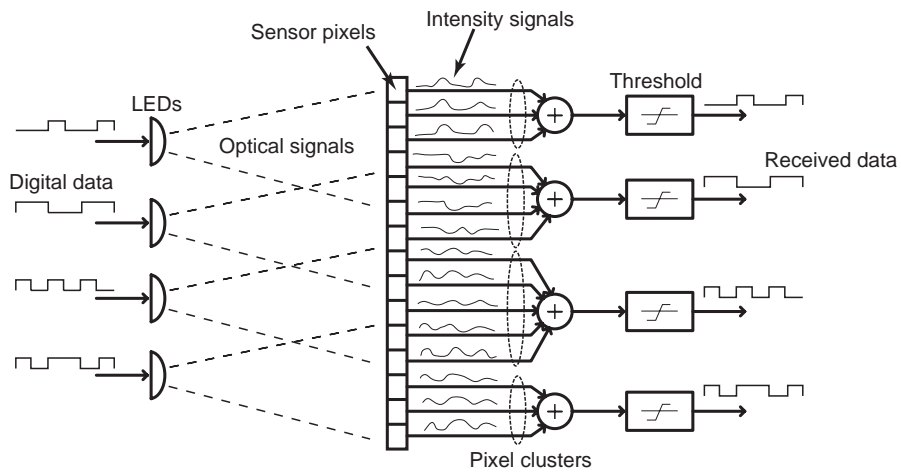 Intensity signals
Sensor pixels
Threshold
LEDs
Optical signals
Received data
Digital data
Pixel clusters